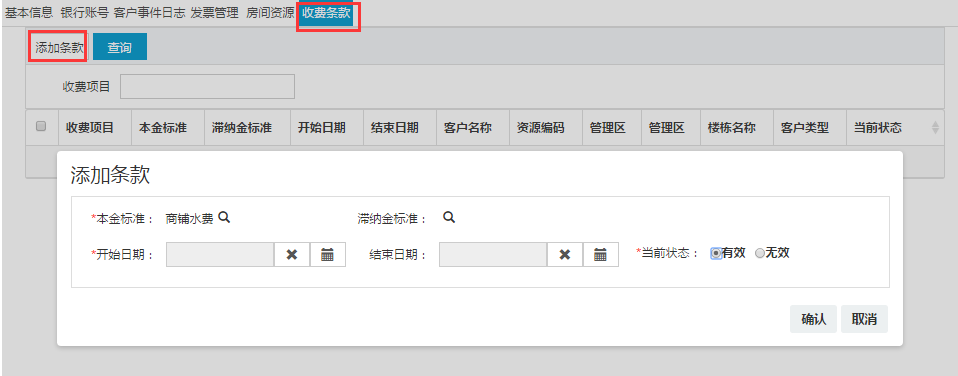 基本信息 银行账号 客户事件日志 发票管理 房间资源 收费条款
添加条款 查询
收费项目
收费项目 本金标准 滞纳金标准 开始日期 结束日期 客户名称 资源编码 管理区 管理区 楼栋名称 客户类型 当前状态
添加条款
*本金标准： 商铺水费 滞纳金标准：
*开始日期： 结束日期： *当前状态： 有效 无效
确认 取消